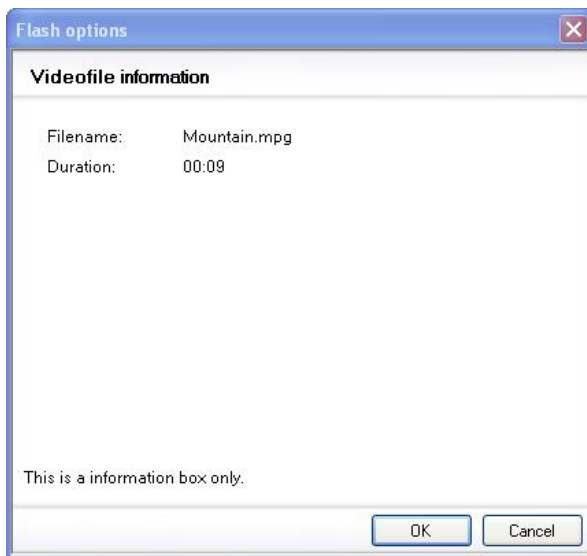 Flash options
Videofile information
Filename: Mountain.mpg
Duration: 00:09
This is a information box only.
OK Cancel